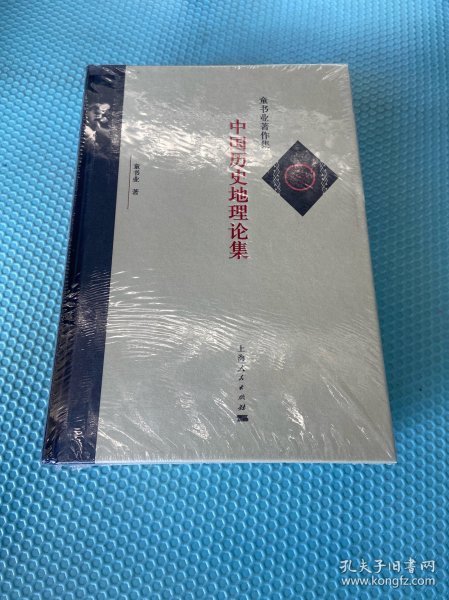 童书业著作集
中国历史地理论集
童书业 著
上海人民出版社
孔夫子旧书网
www.kongfz.com